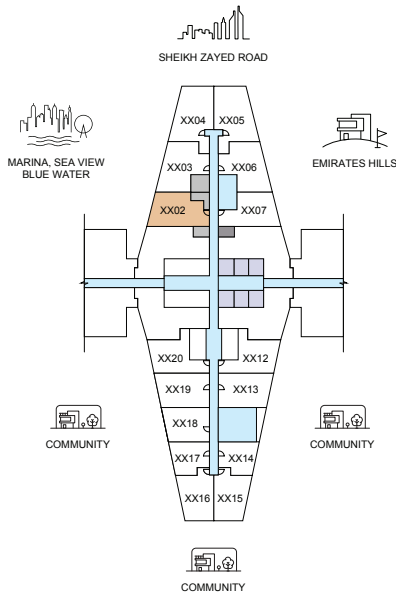 SHEIKH ZAYED ROAD
MARINA, SEA VIEW
BLUE WATER
EMIRATES HILLS
XX04 XX05
XX03 XX06
XX02 XX07
XX20 XX12
XX19 XX13
XX18
XX17 XX14
XX16 XX15
COMMUNITY
COMMUNITY
COMMUNITY